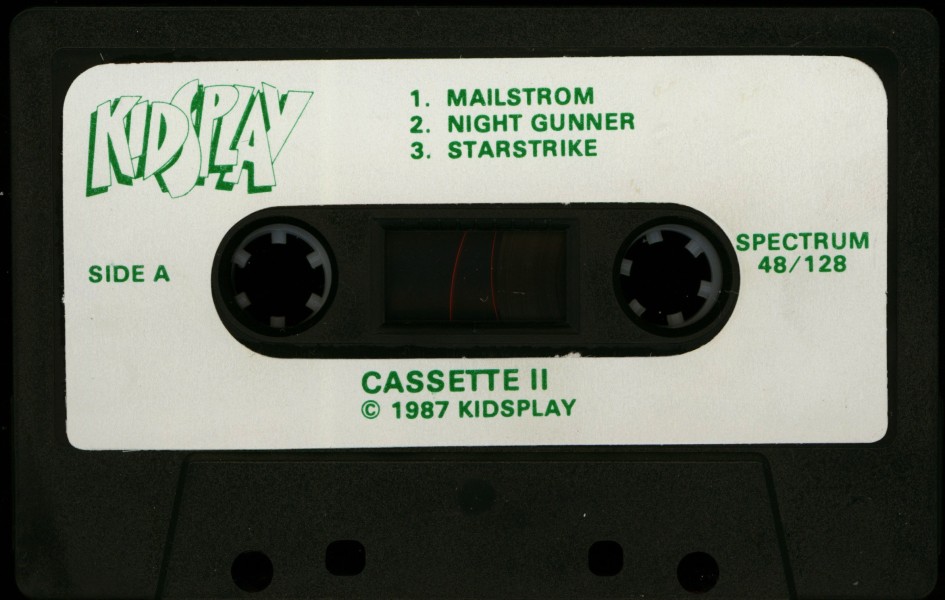 KIDSPLAY
1. MAILSTROM
2. NIGHT GUNNER
3. STARSTRIKE
SIDE A
SPECTRUM
48/128
CASSETTE II
© 1987 KIDSPLAY